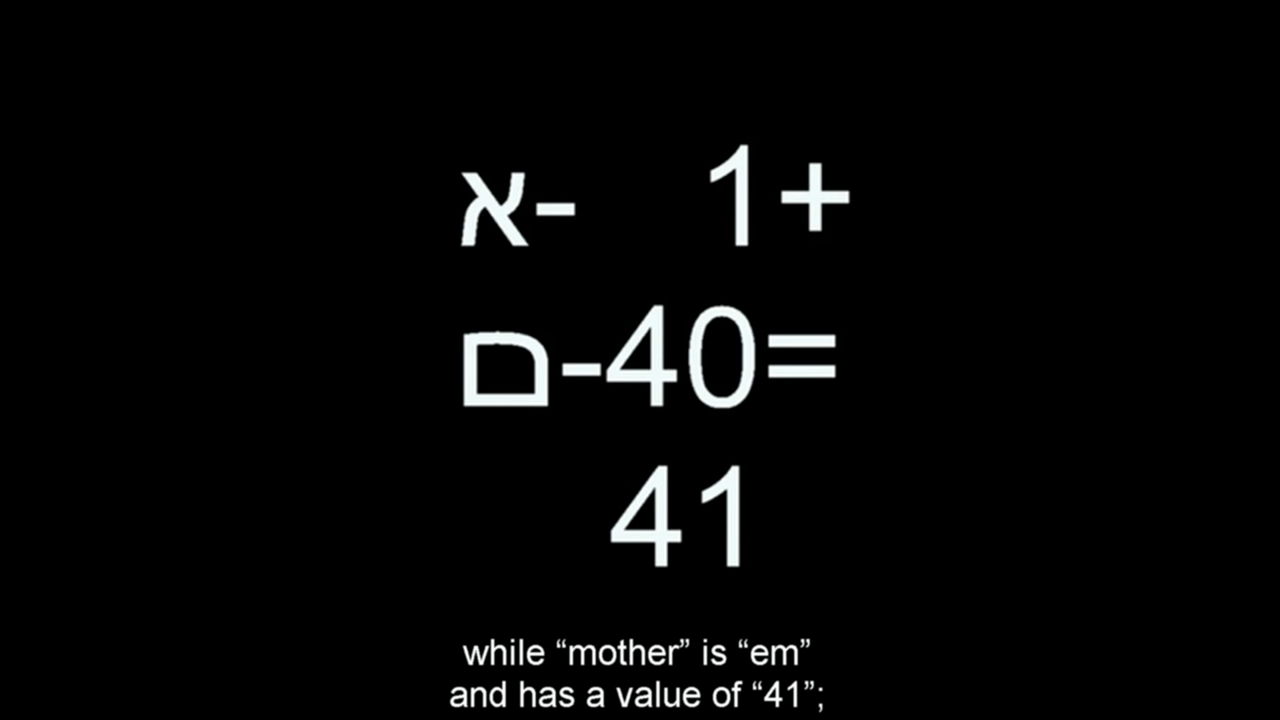 א-   1+
ם-40=
41
while “mother” is “em”
and has a value of “41”;